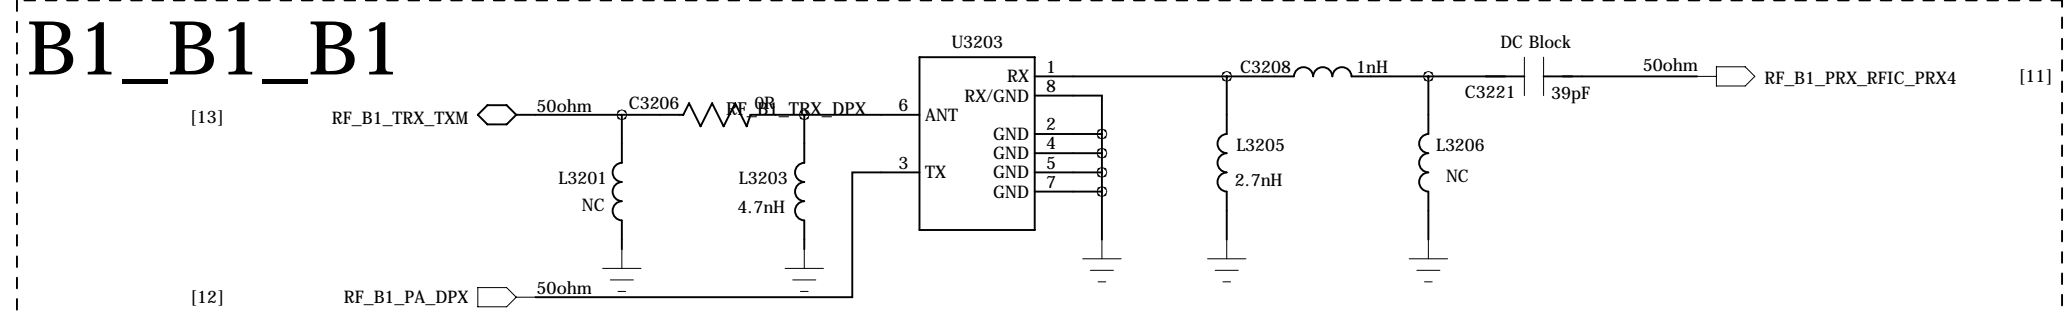 B1_B1_B1
[13]
RF_B1_TRX_TXM
50ohm
C3206
0R
RF_B1_TRX_DPX
L3201
NC
L3203
4.7nH
[12]
RF_B1_PA_DPX
50ohm
U3203
6
ANT
3
TX
RX
1
RX/GND
8
GND
2
GND
4
GND
5
GND
7
C3208
1nH
L3205
2.7nH
L3206
NC
DC Block
C3221
39pF
50ohm
RF_B1_PRX_RFIC_PRX4
[11]